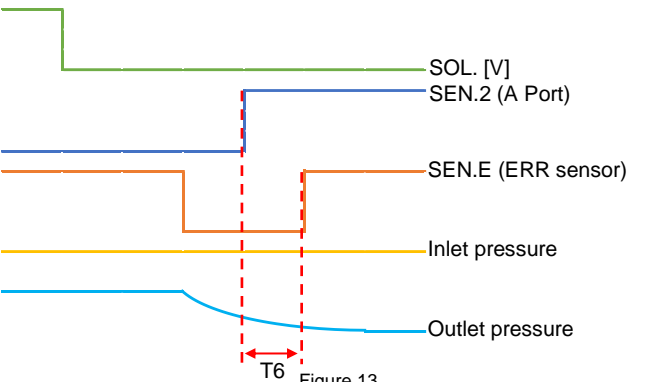 SOL. [V]
SEN.2 (A Port)
SEN.E (ERR sensor)
Inlet pressure
Outlet pressure
T6
Figure 13